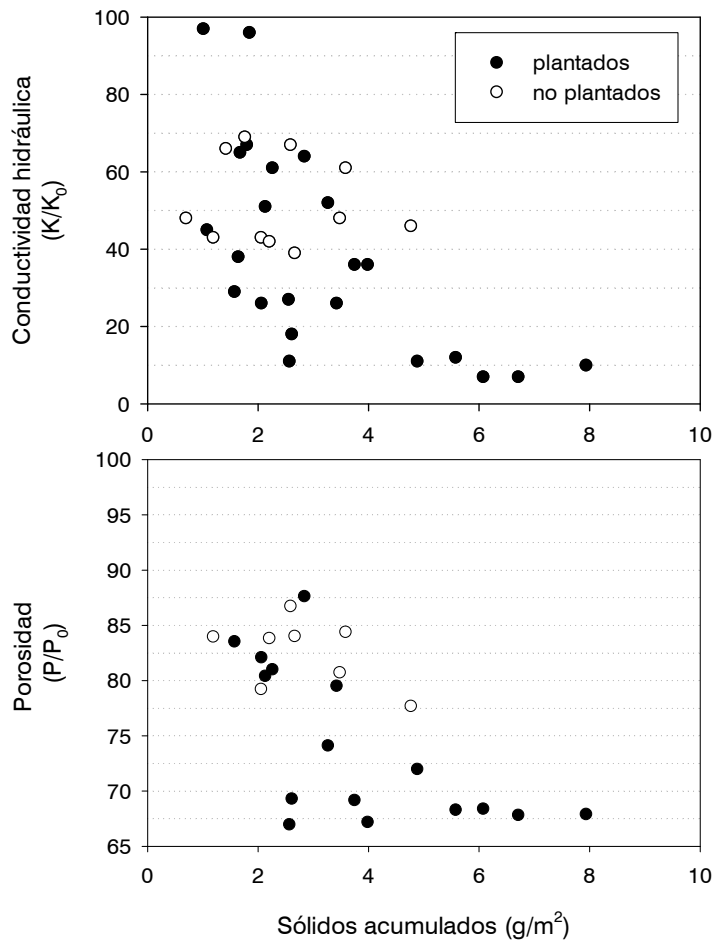 100
80
60
40
20
0
Conductividad hidráulica
(K/K₀)
plantados
no plantados
0 2 4 6 8 10
100
95
90
85
80
75
70
65
Porosidad
(P/P₀)
0 2 4 6 8 10
Sólidos acumulados (g/m²)